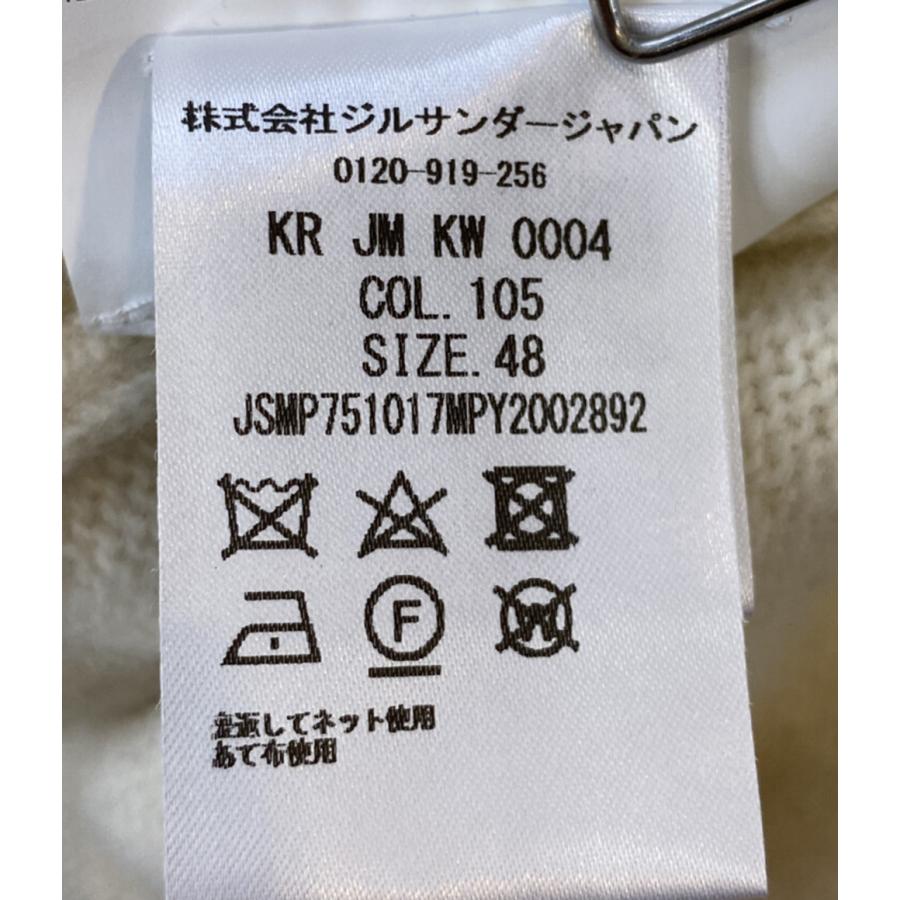 株式会社ジルサンダージャパン
0120-919-256
KR JM KW 0004
COL. 105
SIZE. 48
JSMP751017MPY2002892
F
W
裏返してネット使用
あて布使用